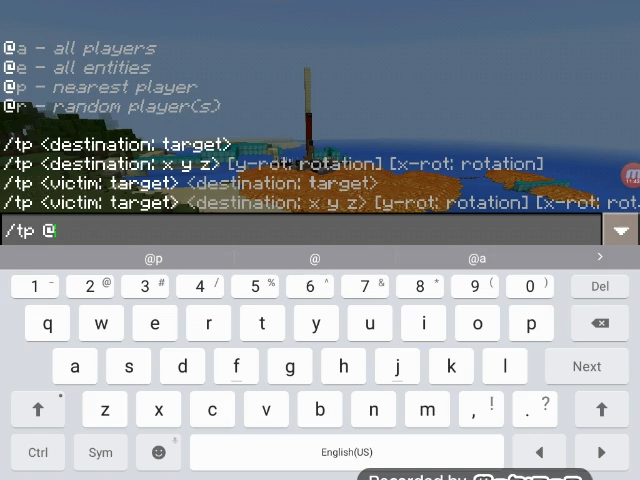 @a - all players
@e - all entities
@p - nearest player
@r - random player(s)
/tp <destination: target>
/tp <destination: x y z> [y-rot: rotation] [x-rot: rotation]
/tp <victim: target> <destination: target>
/tp <victim: target> <destination: x y z> [y-rot: rotation] [x-rot: rot...
/tp @
@p @ @a >
1 - 2 @ 3 # 4 / 5 % 6 ^ 7 & 8 * 9 ( 0 ) Del
q w e r t y u i o p
a s d f g h j k l Next
z x c v b n m , ! . ?
Ctrl Sym English(US)
Recorded by